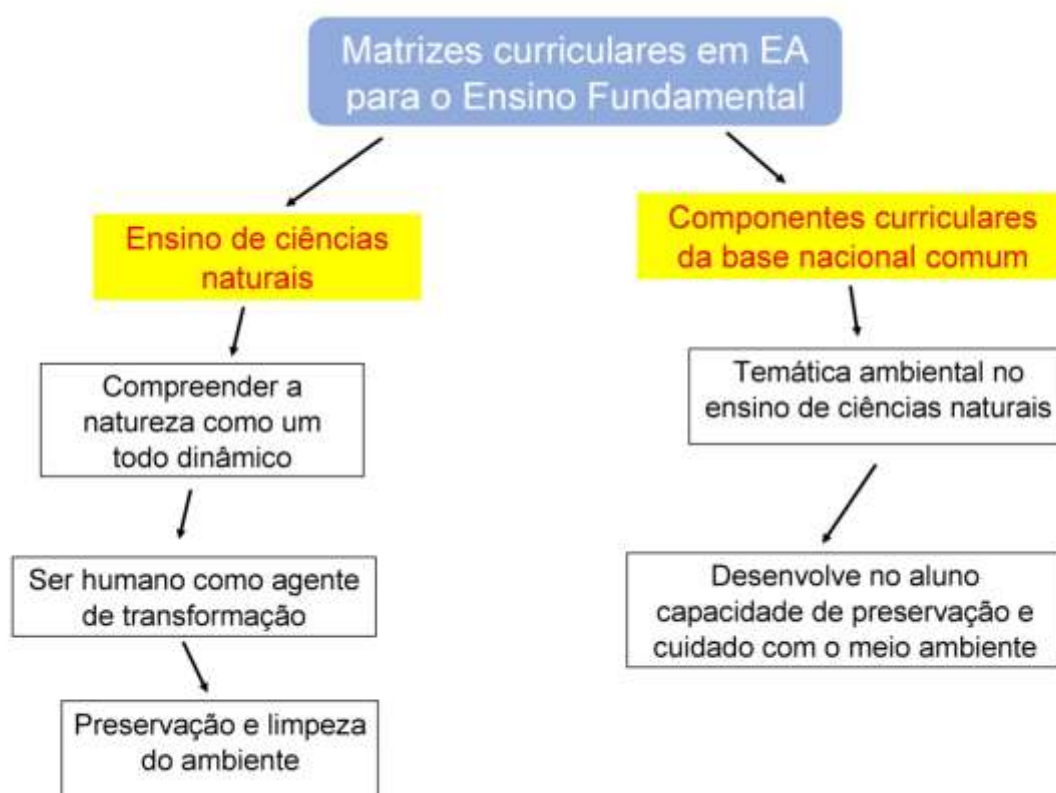 Matrizes curriculares em EA
para o Ensino Fundamental
Ensino de ciências
naturais
Componentes curriculares
da base nacional comum
Compreender a
natureza como um
todo dinâmico
Temática ambiental no
ensino de ciências naturais
Ser humano como agente
de transformação
Desenvolve no aluno
capacidade de preservação e
cuidado com o meio ambiente
Preservação e limpeza
do ambiente